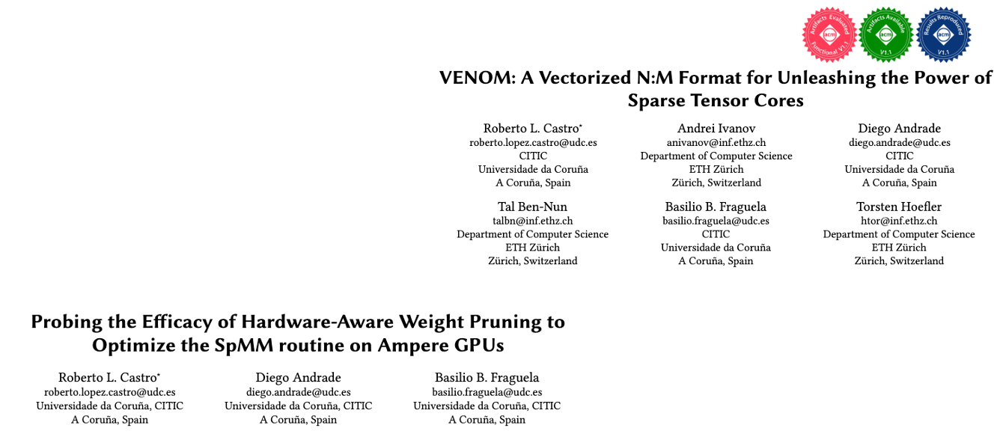 Artifacts Evaluated acm Functional V1.1
Artifacts Available acm V1.1
Results Reproduced acm V1.1
VENOM: A Vectorized N:M Format for Unleashing the Power of
Sparse Tensor Cores
Roberto L. Castro*
roberto.lopez.castro@udc.es
CITIC
Universidade da Coruña
A Coruña, Spain
Andrei Ivanov
anivanov@inf.ethz.ch
Department of Computer Science
ETH Zürich
Zürich, Switzerland
Diego Andrade
diego.andrade@udc.es
CITIC
Universidade da Coruña
A Coruña, Spain
Tal Ben-Nun
talbn@inf.ethz.ch
Department of Computer Science
ETH Zürich
Zürich, Switzerland
Basilio B. Fraguela
basilio.fraguela@udc.es
CITIC
Universidade da Coruña
A Coruña, Spain
Torsten Hoefler
htor@inf.ethz.ch
Department of Computer Science
ETH Zürich
Zürich, Switzerland
Probing the Efficacy of Hardware-Aware Weight Pruning to
Optimize the SpMM routine on Ampere GPUs
Roberto L. Castro*
roberto.lopez.castro@udc.es
Universidade da Coruña, CITIC
A Coruña, Spain
Diego Andrade
diego.andrade@udc.es
Universidade da Coruña, CITIC
A Coruña, Spain
Basilio B. Fraguela
basilio.fraguela@udc.es
Universidade da Coruña, CITIC
A Coruña, Spain